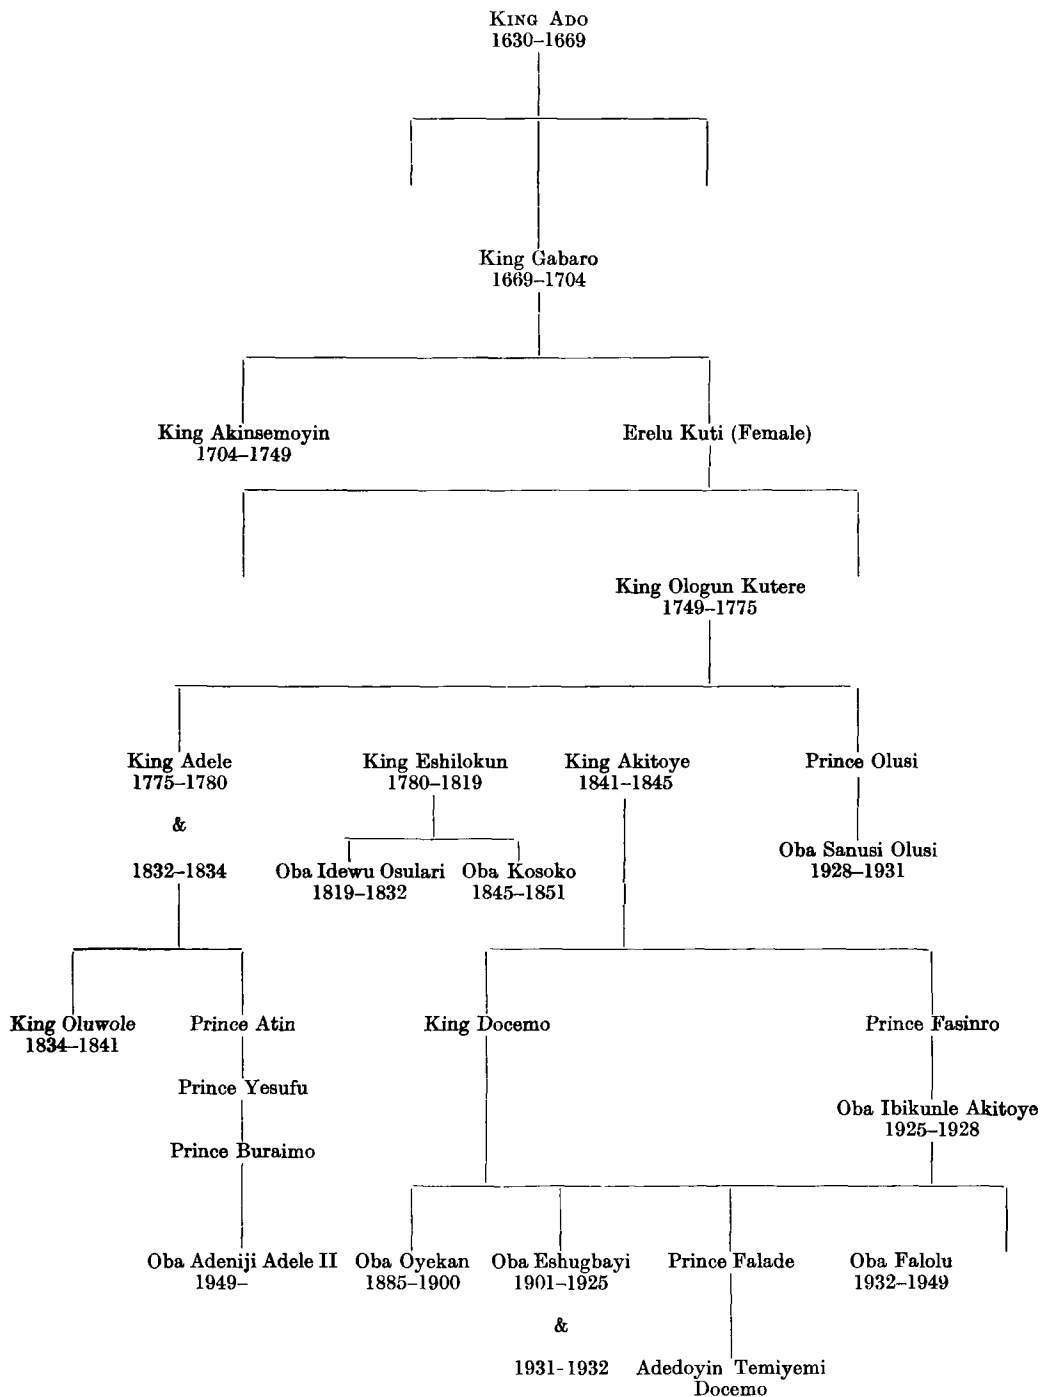 KING ADO
1630–1669
King Gabaro
1669–1704
King Akinsemoyin
1704–1749
Erelu Kuti (Female)
King Ologun Kutere
1749–1775
King Adele
1775–1780
&
1832–1834
King Eshilokun
1780–1819
King Akitoye
1841–1845
Prince Olusi
Oba Idewu Osulari
1819–1832
Oba Kosoko
1845–1851
Oba Sanusi Olusi
1928–1931
King Oluwole
1834–1841
Prince Atin
King Docemo
Prince Fasinro
Prince Yesufu
Oba Ibikunle Akitoye
1925–1928
Prince Buraimo
Oba Adeniji Adele II
1949–
Oba Oyekan
1885–1900
Oba Eshugbayi
1901–1925
&
1931-1932
Prince Falade
Oba Falolu
1932–1949
Adedoyin Temiyemi
Docemo